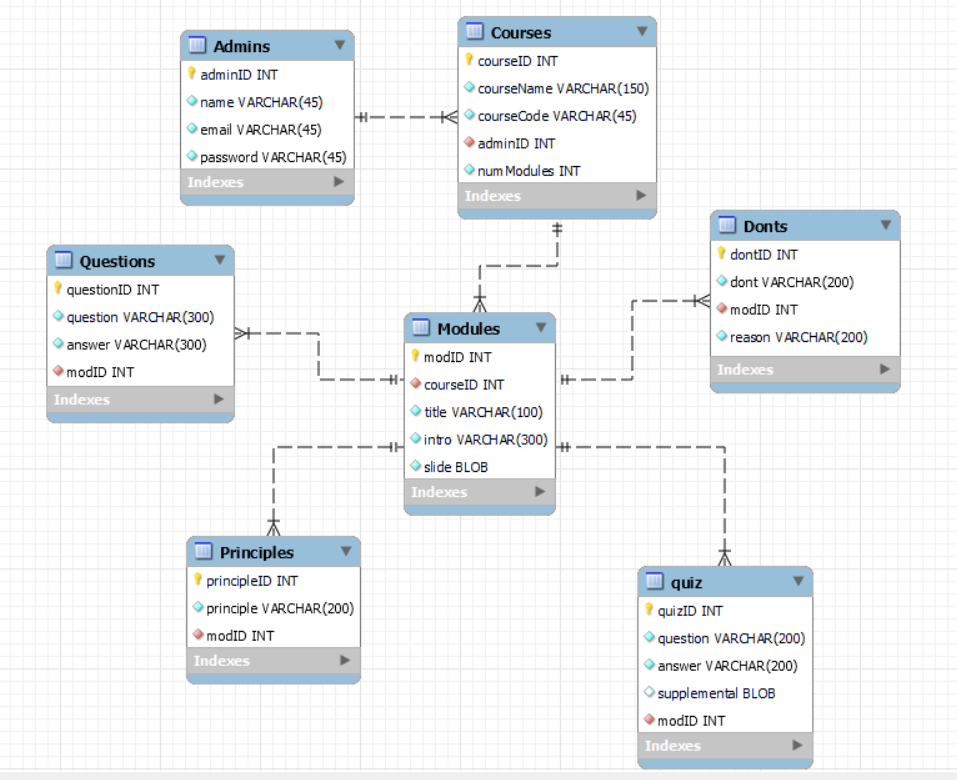 Admins
adminID INT
name VARCHAR(45)
email VARCHAR(45)
password VARCHAR(45)
Indexes
Courses
courseID INT
courseName VARCHAR(150)
courseCode VARCHAR(45)
adminID INT
numModules INT
Indexes
Questions
questionID INT
question VARCHAR(300)
answer VARCHAR(300)
modID INT
Indexes
Modules
modID INT
courseID INT
title VARCHAR(100)
intro VARCHAR(300)
slide BLOB
Indexes
Donts
dontID INT
dont VARCHAR(200)
modID INT
reason VARCHAR(200)
Indexes
Principles
principleID INT
principle VARCHAR(200)
modID INT
Indexes
quiz
quizID INT
question VARCHAR(200)
answer VARCHAR(200)
supplemental BLOB
modID INT
Indexes